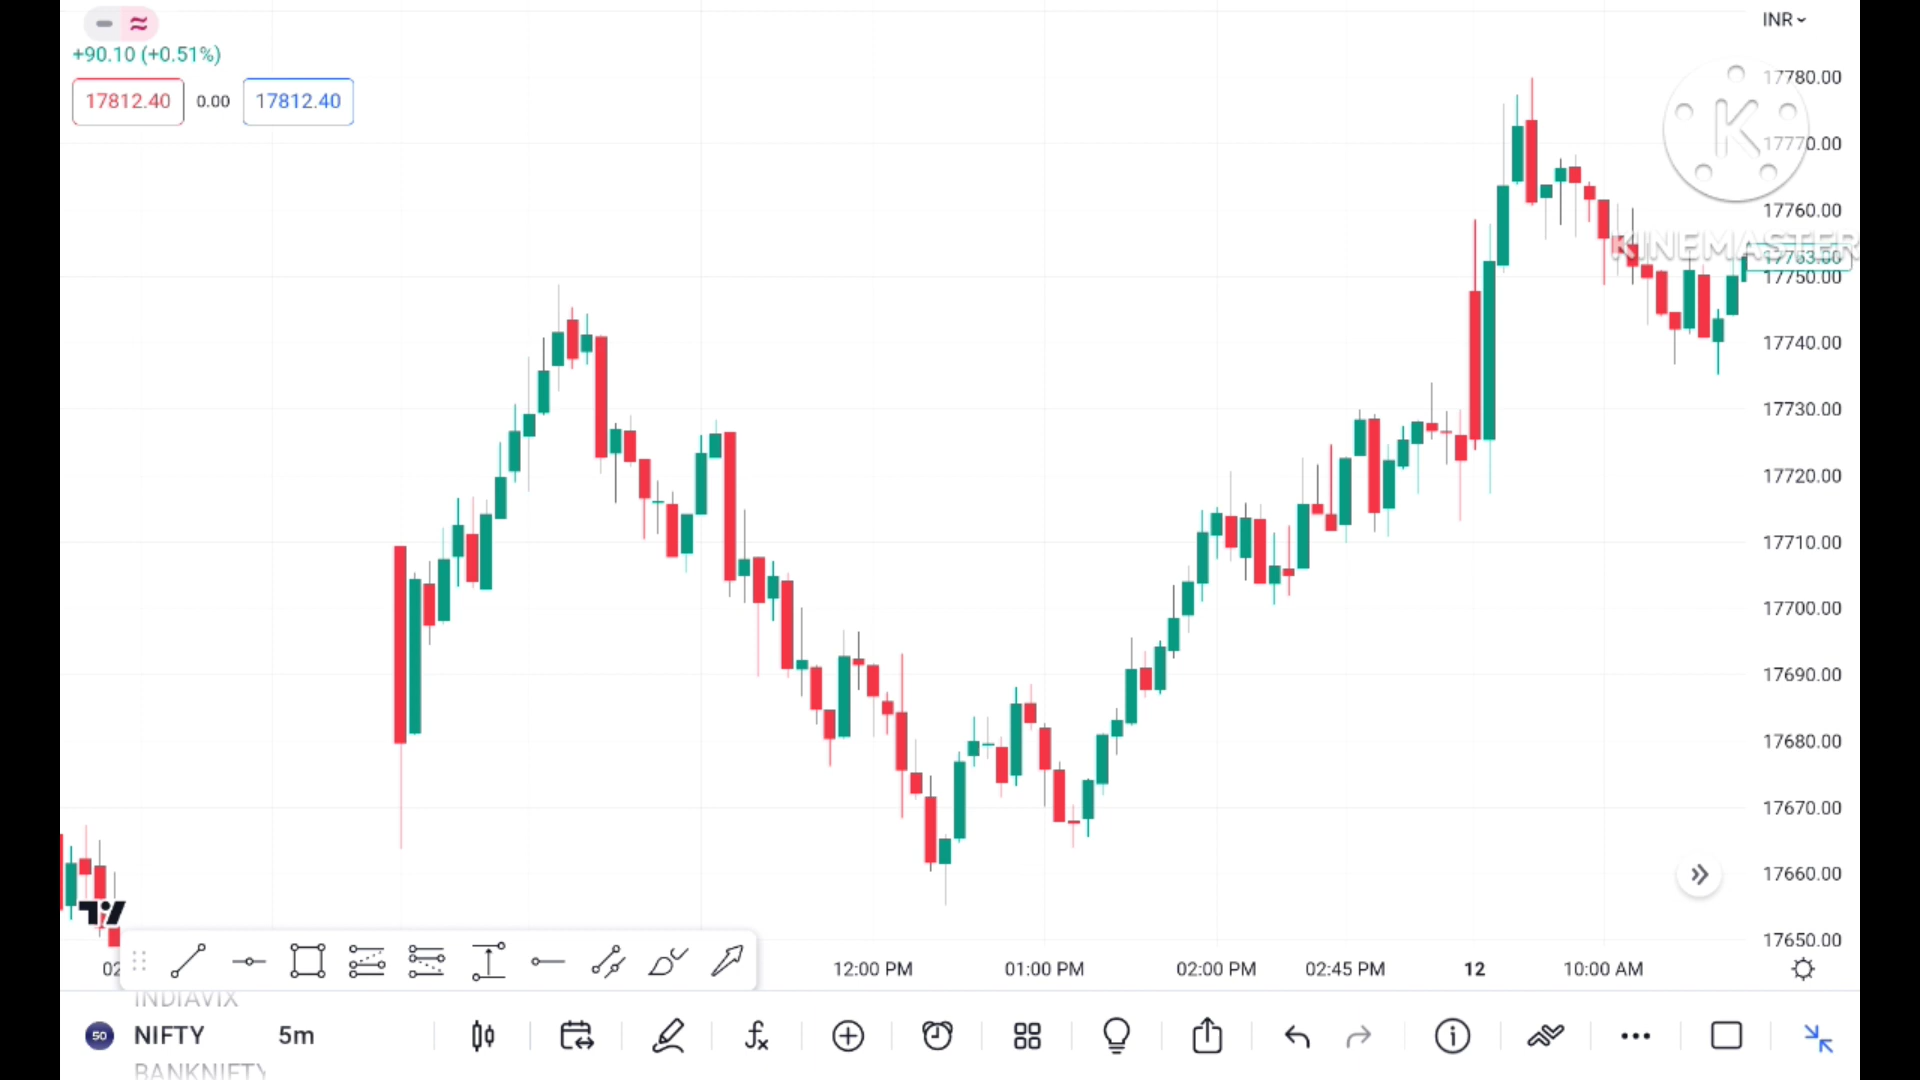 INR
+90.10 (+0.51%)
17812.40 0.00 17812.40
17780.00
17770.00
17760.00
KINEMASTER
17750.00
17740.00
17730.00
17720.00
17710.00
17700.00
17690.00
17680.00
17670.00
17660.00
17650.00
02 12:00 PM 01:00 PM 02:00 PM 02:45 PM 12 10:00 AM
INDIAVIX
50 NIFTY 5m
BANKNIFTY